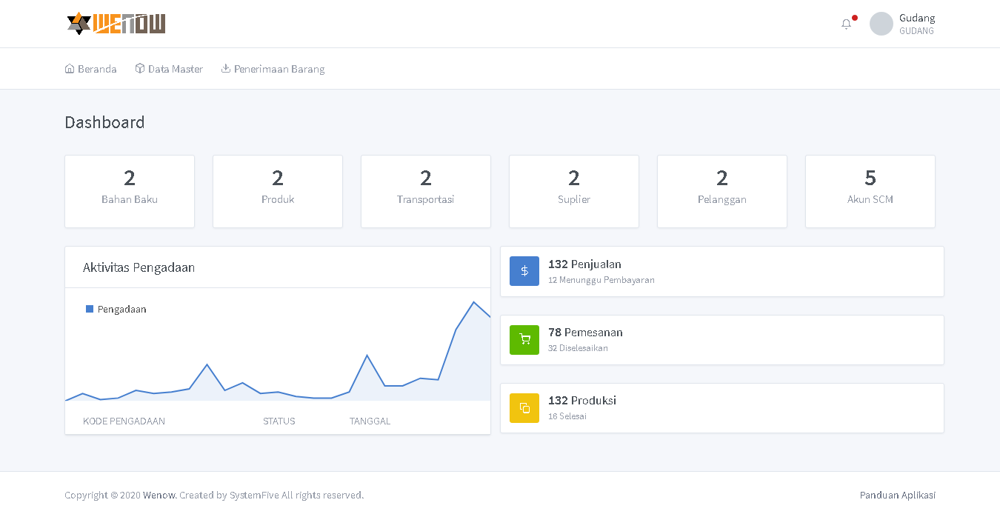 WENOW
Gudang
GUDANG
Beranda
Data Master
Penerimaan Barang
Dashboard
2
Bahan Baku
2
Produk
2
Transportasi
2
Suplier
2
Pelanggan
5
Akun SCM
Aktivitas Pengadaan
Pengadaan
KODE PENGADAAN
STATUS
TANGGAL
132 Penjualan
12 Menunggu Pembayaran
78 Pemesanan
32 Diselesaikan
132 Produksi
16 Selesai
Copyright © 2020 Wenow. Created by SystemFive All rights reserved.
Panduan Aplikasi